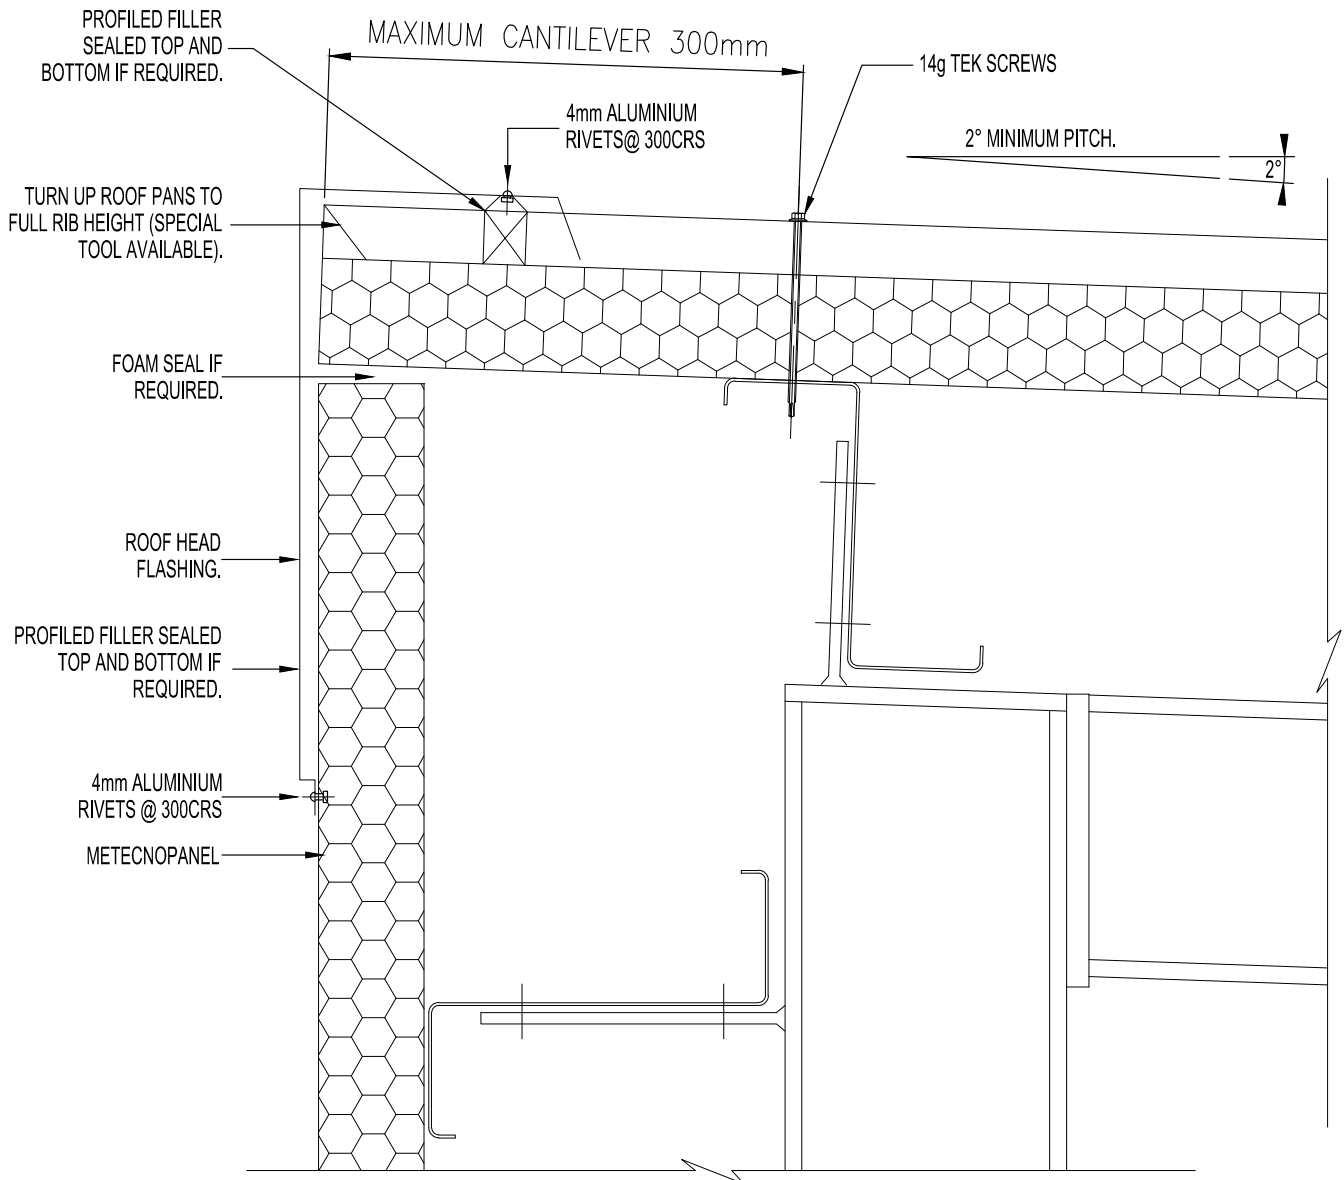 PROFILED FILLER
SEALED TOP AND
BOTTOM IF REQUIRED.
MAXIMUM CANTILEVER 300mm
14g TEK SCREWS
4mm ALUMINIUM
RIVETS@ 300CRS
2° MINIMUM PITCH.
2°
TURN UP ROOF PANS TO
FULL RIB HEIGHT (SPECIAL
TOOL AVAILABLE).
FOAM SEAL IF
REQUIRED.
ROOF HEAD
FLASHING.
PROFILED FILLER SEALED
TOP AND BOTTOM IF
REQUIRED.
4mm ALUMINIUM
RIVETS @ 300CRS
METECNOPANEL